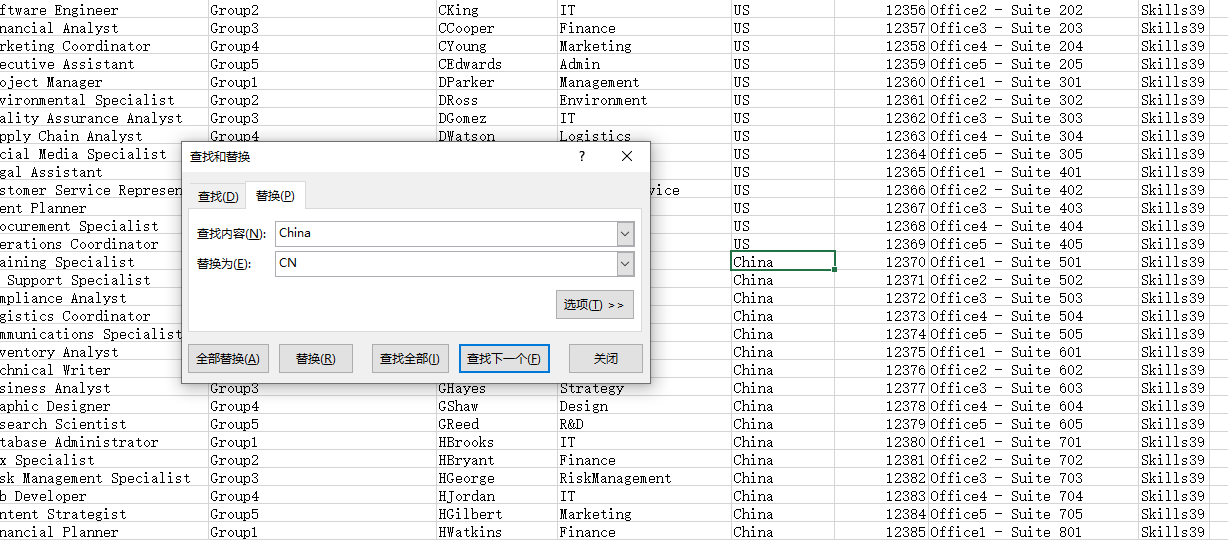 ftware Engineer Group2 CKing IT US 12356 Office2 - Suite 202 Skills39
nancial Analyst Group3 CCooper Finance US 12357 Office3 - Suite 203 Skills39
rketing Coordinator Group4 CYoung Marketing US 12358 Office4 - Suite 204 Skills39
ecutive Assistant Group5 CEdwards Admin US 12359 Office5 - Suite 205 Skills39
oject Manager Group1 DParker Management US 12360 Office1 - Suite 301 Skills39
vironmental Specialist Group2 DRoss Environment US 12361 Office2 - Suite 302 Skills39
ality Assurance Analyst Group3 DGomez IT US 12362 Office3 - Suite 303 Skills39
pply Chain Analyst Group4 DWatson Logistics US 12363 Office4 - Suite 304 Skills39
cial Media Specialist US 12364 Office5 - Suite 305 Skills39
gal Assistant US 12365 Office1 - Suite 401 Skills39
stomer Service Represen vice US 12366 Office2 - Suite 402 Skills39
ent Planner US 12367 Office3 - Suite 403 Skills39
ocurement Specialist US 12368 Office4 - Suite 404 Skills39
erations Coordinator US 12369 Office5 - Suite 405 Skills39
aining Specialist China 12370 Office1 - Suite 501 Skills39
Support Specialist China 12371 Office2 - Suite 502 Skills39
mpliance Analyst China 12372 Office3 - Suite 503 Skills39
gistics Coordinator China 12373 Office4 - Suite 504 Skills39
mmunications Specialist China 12374 Office5 - Suite 505 Skills39
ventory Analyst China 12375 Office1 - Suite 601 Skills39
chnical Writer China 12376 Office2 - Suite 602 Skills39
siness Analyst Group3 GHayes Strategy China 12377 Office3 - Suite 603 Skills39
aphic Designer Group4 GShaw Design China 12378 Office4 - Suite 604 Skills39
search Scientist Group5 GReed R&D China 12379 Office5 - Suite 605 Skills39
tabase Administrator Group1 HBrooks IT China 12380 Office1 - Suite 701 Skills39
x Specialist Group2 HBryant Finance China 12381 Office2 - Suite 702 Skills39
sk Management Specialist Group3 HGeorge RiskManagement China 12382 Office3 - Suite 703 Skills39
b Developer Group4 HJordan IT China 12383 Office4 - Suite 704 Skills39
ntent Strategist Group5 HGilbert Marketing China 12384 Office5 - Suite 705 Skills39
nancial Planner Group1 HWatkins Finance China 12385 Office1 - Suite 801 Skills39
查找和替换 ?
查找(D) 替换(P)
查找内容(N): China
替换为(E): CN
选项(T) >>
全部替换(A) 替换(R) 查找全部(I) 查找下一个(F) 关闭